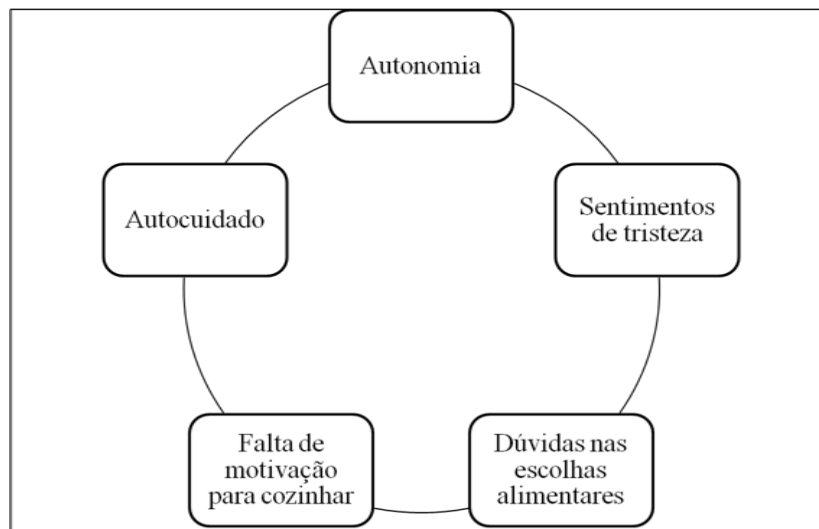 Autonomia
Sentimentos
de tristeza
Dúvidas nas
escolhas
alimentares
Falta de
motivação
para cozinhar
Autocuidado